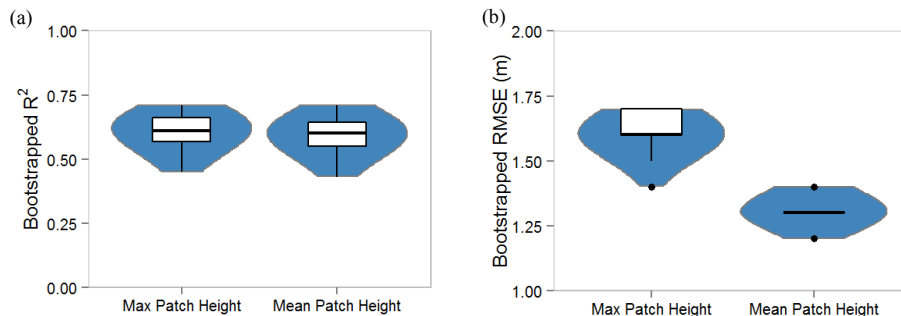 (a)
1.00
0.75
0.50
0.25
0.00
Bootstrapped R²
Max Patch Height Mean Patch Height
(b)
2.00
1.75
1.50
1.25
1.00
Bootstrapped RMSE (m)
Max Patch Height Mean Patch Height